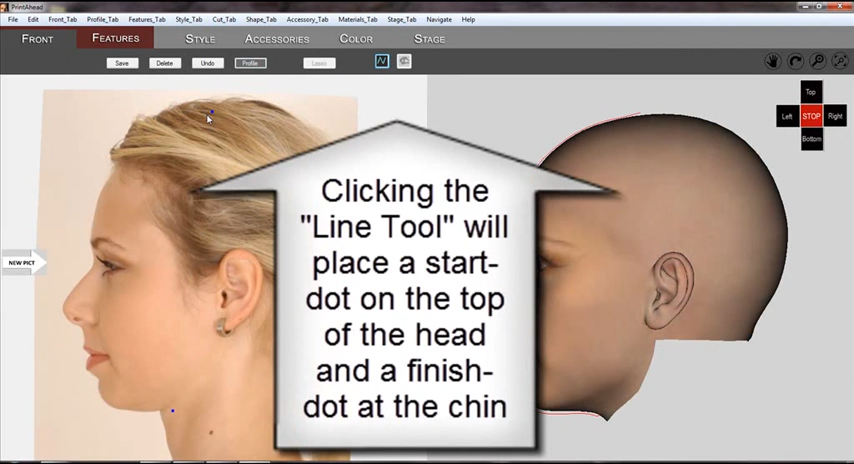 PrintAhead
File Edit Front_Tab Profile_Tab Features_Tab Style_Tab Cut_Tab Shape_Tab Accessory_Tab Materials_Tab Stage_Tab Navigate Help
FRONT FEATURES STYLE ACCESSORIES COLOR STAGE
Save Delete Undo Profile Lasso
Top
Left STOP Right
Bottom
NEW PICT
Clicking the
"Line Tool" will
place a start-
dot on the top
of the head
and a finish-
dot at the chin